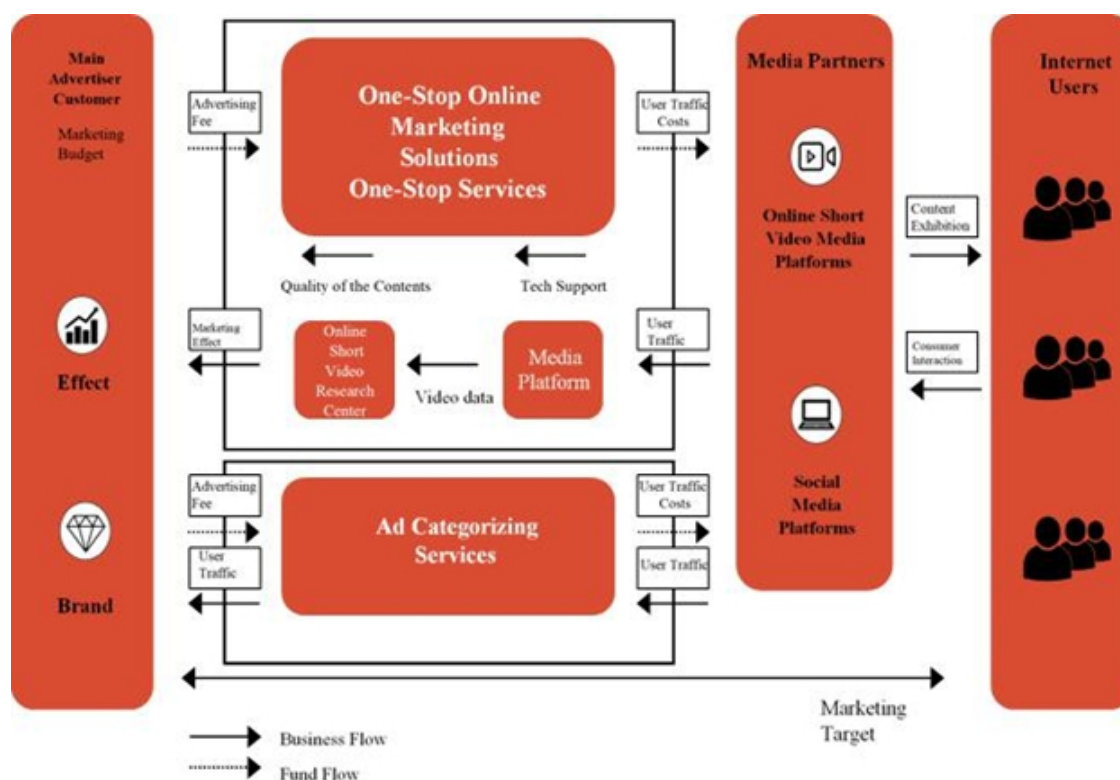 Main
Advertiser
Customer
Marketing
Budget
Effect
Brand
Advertising
Fee
One-Stop Online
Marketing
Solutions
One-Stop Services
User Traffic
Costs
Quality of the Contents
Tech Support
Marketing
Effect
Online
Short
Video
Research
Center
Video data
Media
Platform
User
Traffic
Advertising
Fee
User
Traffic
Ad Categorizing
Services
User Traffic
Costs
User Traffic
Media Partners
Online Short
Video Media
Platforms
Social
Media
Platforms
Content
Exhibition
Consumer
Interaction
Internet
Users
Marketing
Target
Business Flow
Fund Flow